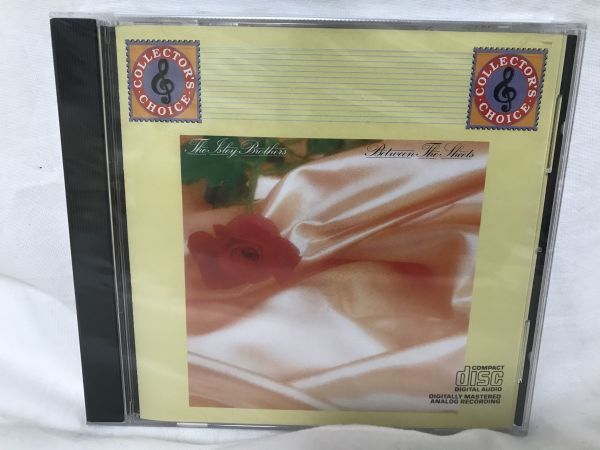 COLLECTOR'S CHOICE
COLLECTOR'S CHOICE
The Isley Brothers
Between The Sheets
COMPACT
disc
DIGITAL AUDIO
DIGITALLY MASTERED
ANALOG RECORDING